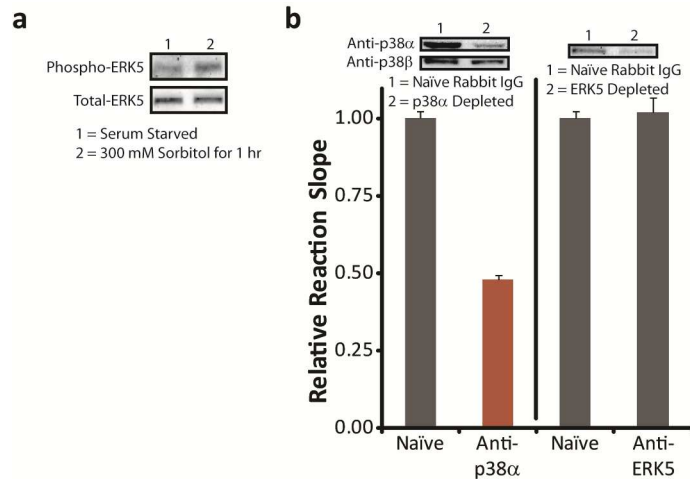 a
1 2
Phospho-ERK5
Total-ERK5
1 = Serum Starved
2 = 300 mM Sorbitol for 1 hr
b
1 2
Anti-p38α
Anti-p38β
1 = Naïve Rabbit IgG
2 = p38α Depleted
1 2
1 = Naïve Rabbit IgG
2 = ERK5 Depleted
Relative Reaction Slope
1.00
0.75
0.50
0.25
0.00
Naïve
Anti-
p38α
Naïve
Anti-
ERK5